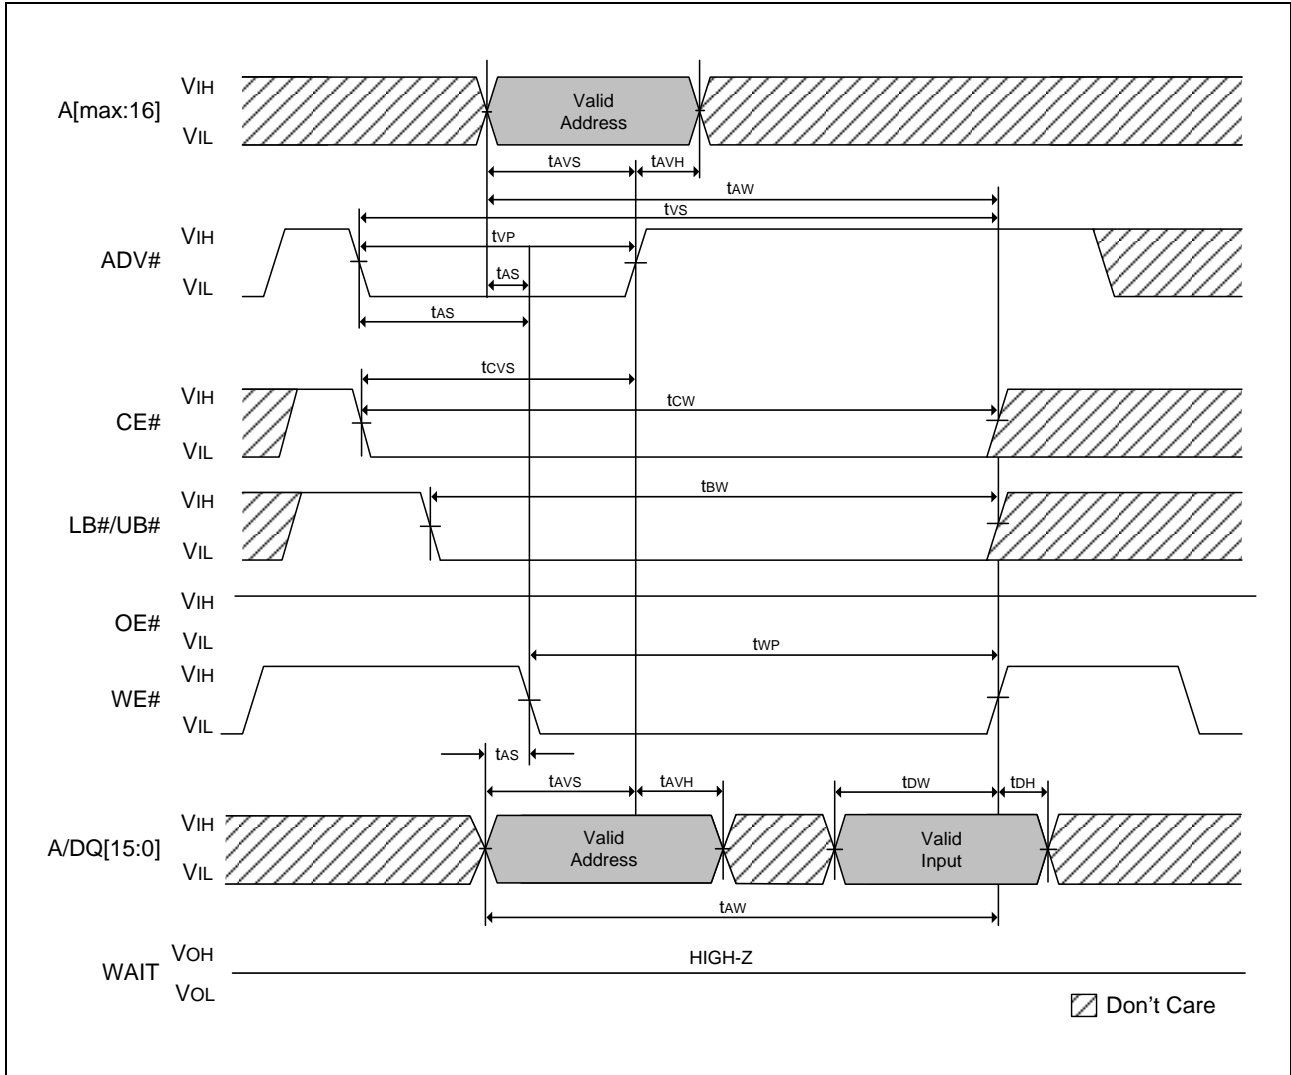 VIH
A[max:16]
VIL
Valid
Address
tAVS
tAVH
tAW
tVS
VIH
ADV#
VIL
tVP
tAS
tAS
tCVS
VIH
CE#
VIL
tCW
VIH
LB#/UB#
VIL
tBW
VIH
OE#
VIL
tWP
VIH
WE#
VIL
tAS
tAVS
tAVH
tDW
tDH
VIH
A/DQ[15:0]
VIL
Valid
Address
Valid
Input
tAW
VOH
WAIT
VOL
HIGH-Z
Don't Care